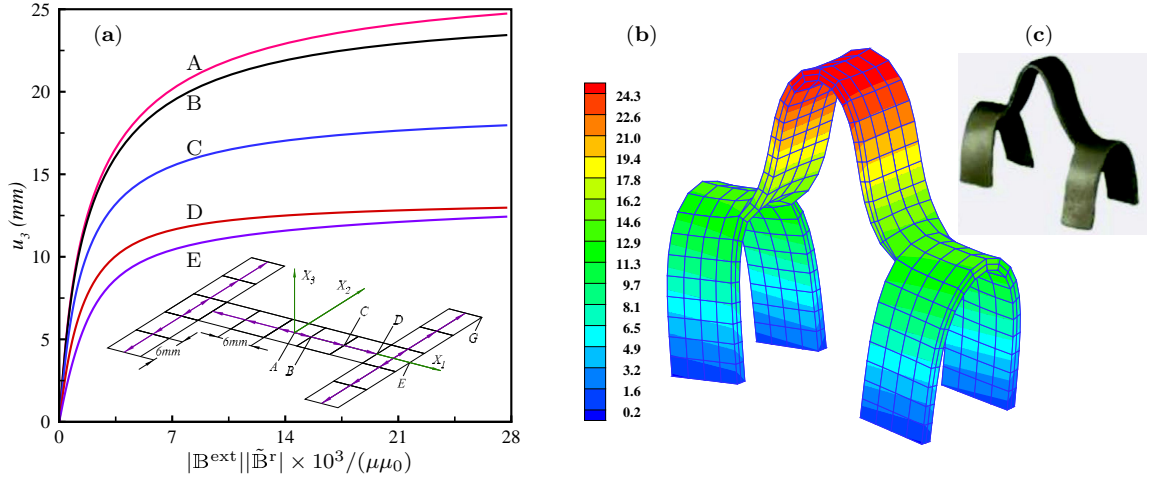 (a)
25
20
15
10
5
0
u₃ (mm)
A
B
C
D
E
X₃
X₂
C
D
G
6mm
6mm
A
B
E
X₁
0
7
14
21
28
|𝔹ᵉˣᵗ||𝔹̃ʳ| × 10³/(μμ₀)
(b)
24.3
22.6
21.0
19.4
17.8
16.2
14.6
12.9
11.3
9.7
8.1
6.5
4.9
3.2
1.6
0.2
(c)